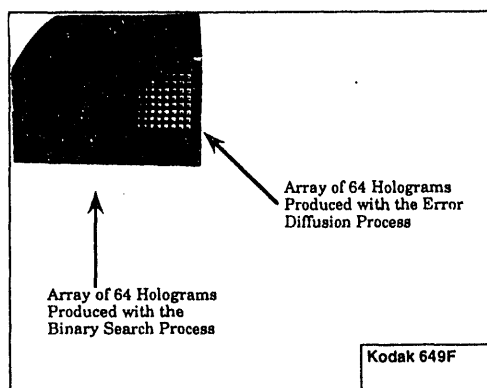 Array of 64 Holograms
Produced with the Error
Diffusion Process
Array of 64 Holograms
Produced with the
Binary Search Process
Kodak 649F